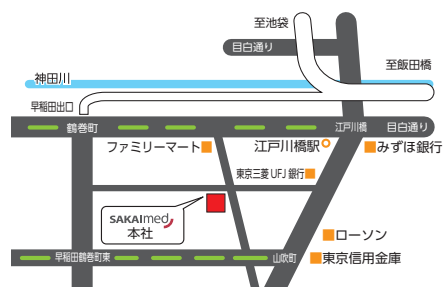 至池袋
目白通り
至飯田橋
神田川
早稲田出口
鶴巻町
江戸川橋
目白通り
ファミリーマート
江戸川橋駅
みずほ銀行
東京三菱UFJ銀行
SAKAImed
本社
ローソン
早稲田鶴巻町東
山吹町
東京信用金庫